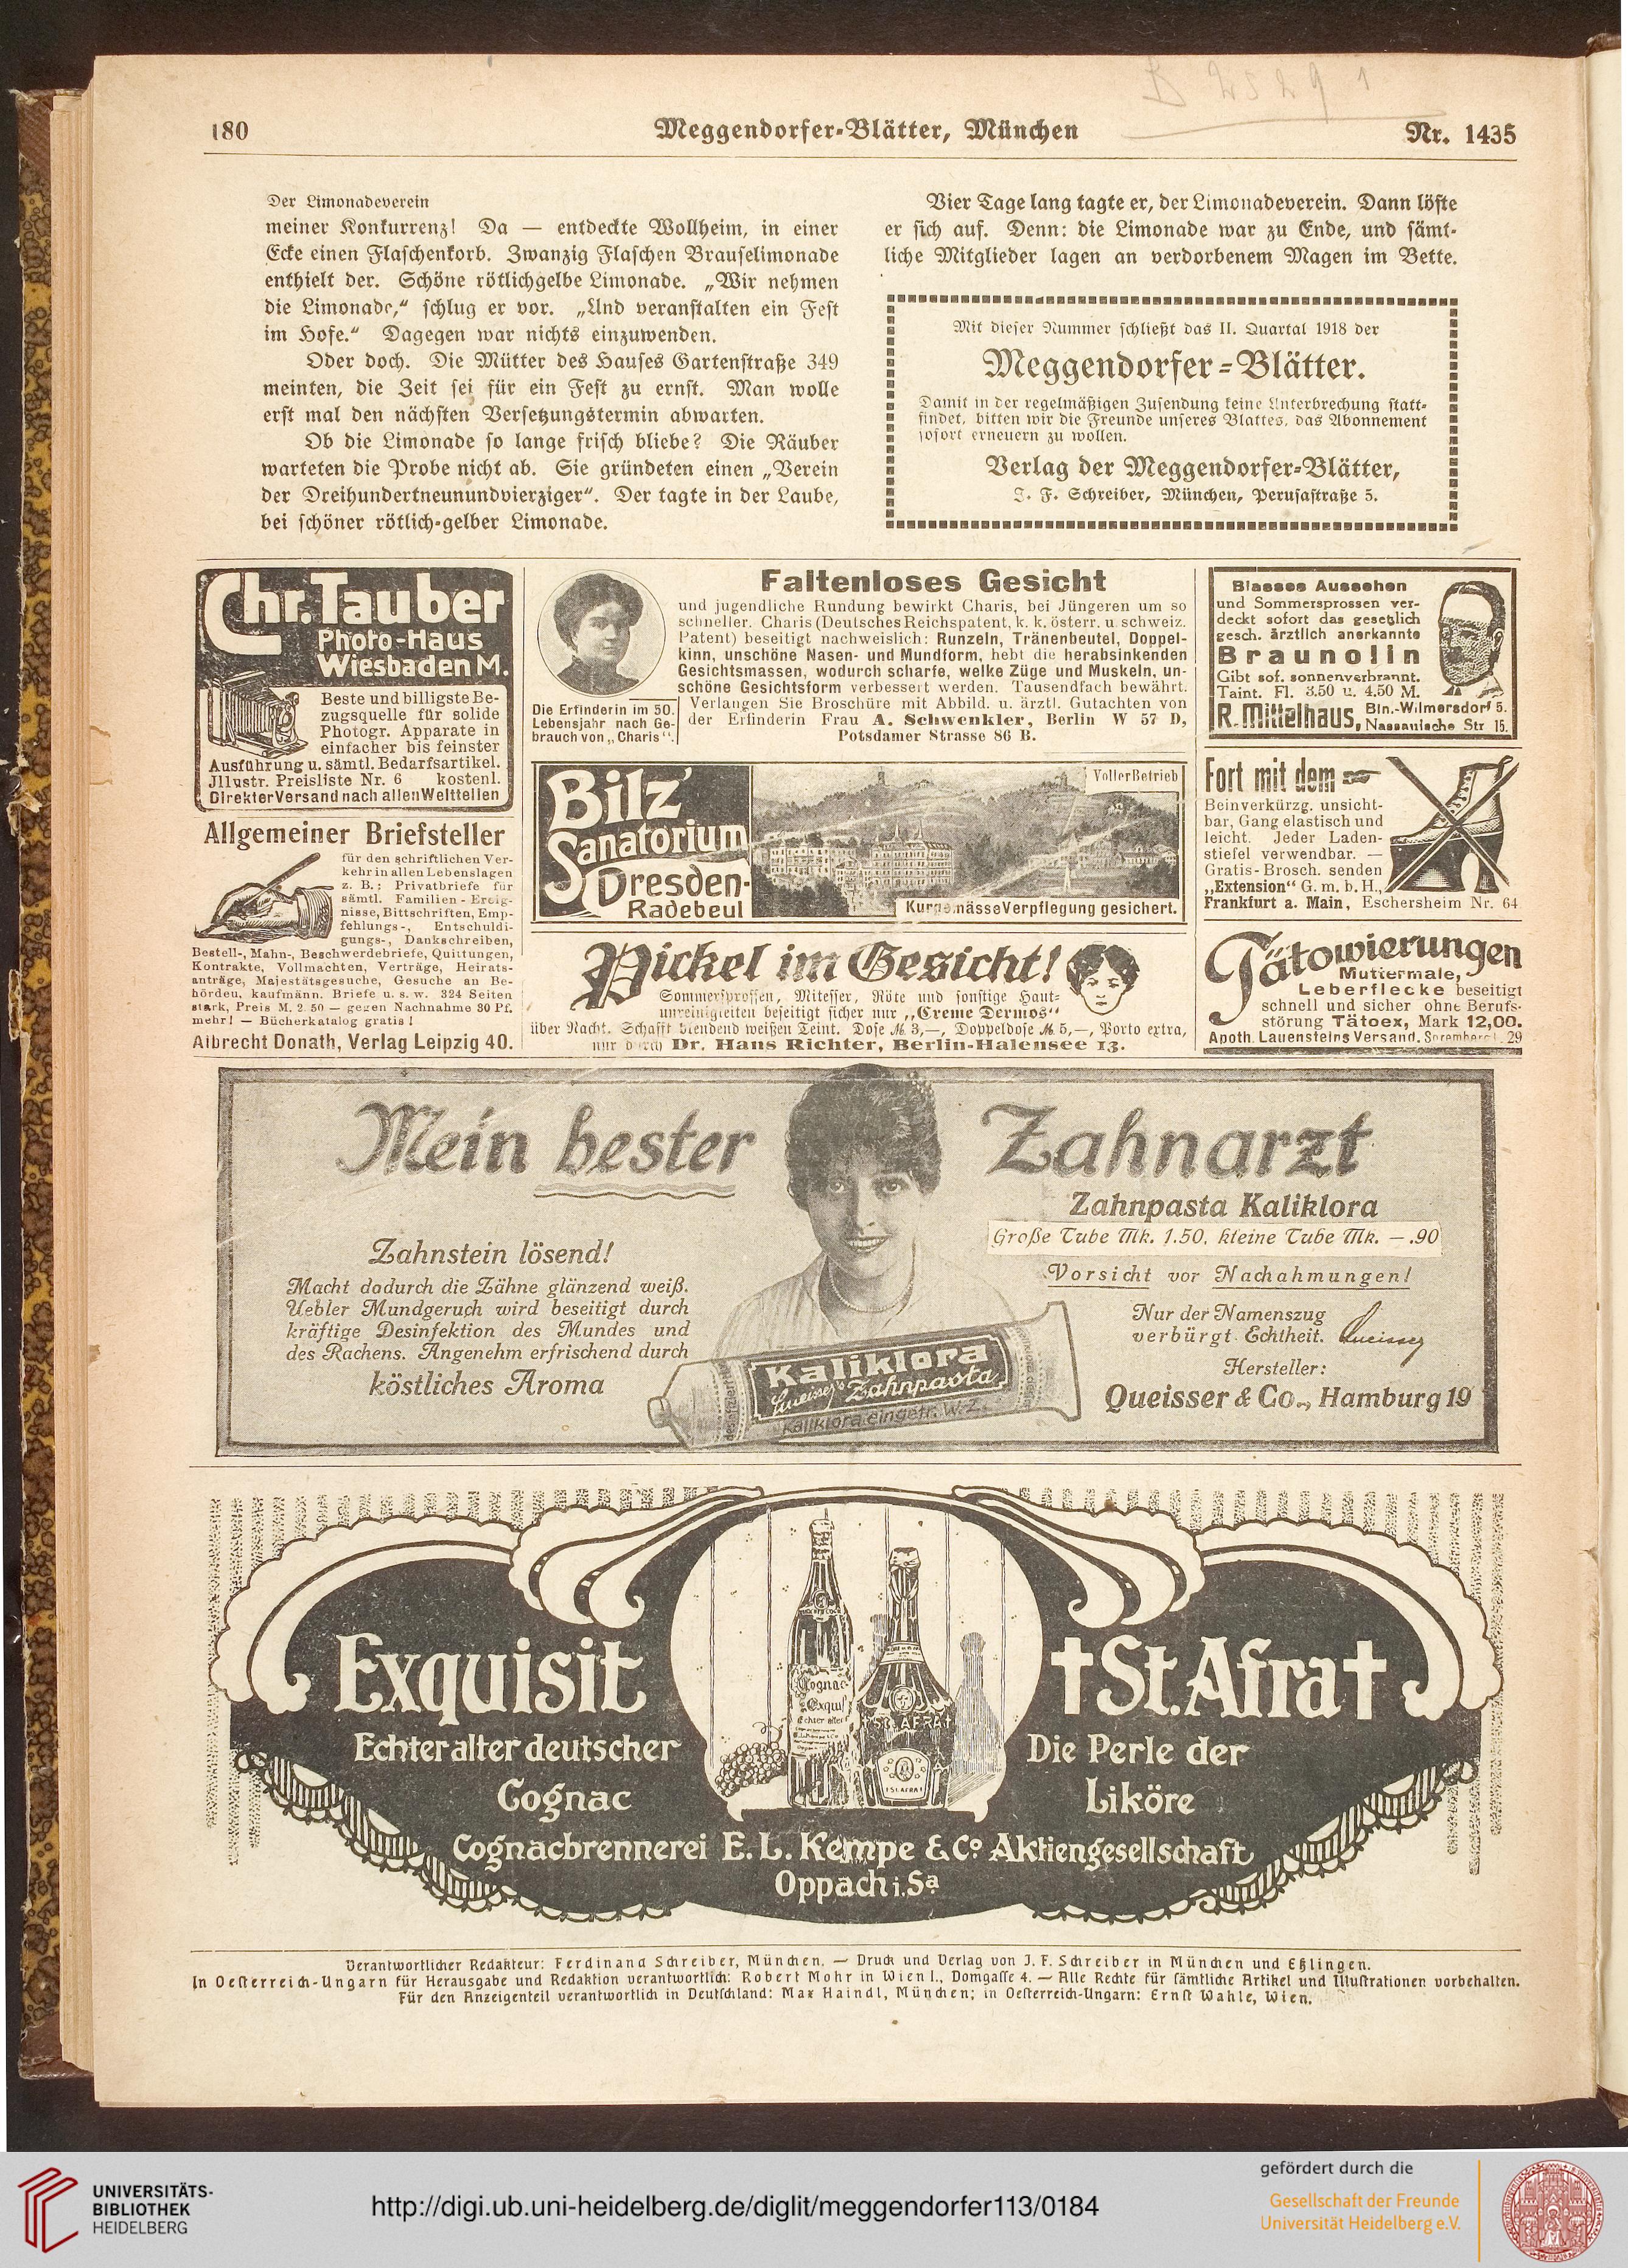 180
Meggendorfer-Blätter, München
Nr. 1435
Der Limonadeverein
meiner Konkurrenz! Da — entdeckte Wollheim, in einer
Ecke einen Flaschenkorb. Zwanzig Flaschen Brauselimonade
enthielt der. Schöne rötlichgelbe Limonade. „Wir nehmen
die Limonade,“ schlug er vor. „Und veranstalten ein Fest
im Hofe.“ Dagegen war nichts einzuwenden.
Oder doch. Die Mütter des Hauses Gartenstraße 349
meinten, die Zeit sei für ein Fest zu ernst. Man wolle
erst mal den nächsten Versetzungstermin abwarten.
Ob die Limonade so lange frisch bliebe? Die Räuber
warteten die Probe nicht ab. Sie gründeten einen „Verein
der Dreihundertneunundvierziger“. Der tagte in der Laube,
bei schöner rötlich-gelber Limonade.
Vier Tage lang tagte er, der Limonadeverein. Dann löste
er sich auf. Denn: die Limonade war zu Ende, und sämt-
liche Mitglieder lagen an verdorbenem Magen im Bette.
Mit dieser Nummer schließt das II. Quartal 1918 der
Meggendorfer-Blätter.
Damit in der regelmäßigen Zusendung keine Unterbrechung statt-
findet, bitten wir die Freunde unseres Blattes, das Abonnement
sofort erneuern zu wollen.
Verlag der Meggendorfer-Blätter,
J. F. Schreiber, München, Perusastraße 5.
Chr. Tauber
Photo-Haus
Wiesbaden M.
Beste und billigste Be-
zugsquelle für solide
Photogr. Apparate in
einfacher bis feinster
Ausführung u. sämtl. Bedarfsartikel.
Jllustr. Preisliste Nr. 6 kostenl.
Direkter Versand nach allen Weltteilen
Allgemeiner Briefsteller
für den schriftlichen Ver-
kehr in allen Lebenslagen
z. B.: Privatbriefe für
sämtl. Familien-Ereig-
nisse, Bittschriften, Emp-
fehlungs-, Entschuldi-
gungs-, Dankschreiben,
Bestell-, Mahn-, Beschwerdebriefe, Quittungen,
Kontrakte, Vollmachten, Verträge, Heirats-
anträge, Majestätsgesuche, Gesuche an Be-
hörden, kaufmänn. Briefe u. s. w. 324 Seiten
stark, Preis M. 2.50 — gegen Nachnahme 30 Pf.
mehr! — Bücherkatalog gratis!
Albrecht Donath, Verlag Leipzig 40.
Faltenloses Gesicht
und jugendliche Rundung bewirkt Charis, bei Jüngeren um so
schneller. Charis (Deutsches Reichspatent, k. k. österr. u. schweiz.
Patent) beseitigt nachweislich: Runzeln, Tränenbeutel, Doppel-
kinn, unschöne Nasen- und Mundform, hebt die herabsinkenden
Gesichtsmassen, wodurch scharfe, welke Züge und Muskeln, un-
schöne Gesichtsform verbessert werden. Tausendfach bewährt.
Verlangen Sie Broschüre mit Abbild. u. ärztl. Gutachten von
der Erfinderin Frau A. Schwenkler, Berlin W 57 D,
Potsdamer Strasse 86 B.
Die Erfinderin im 50.
Lebensjahr nach Ge-
brauch von „Charis“.
Bilz'
Sanatorium
Dresden-
Radebeul
Voller Betrieb
Kurgemässe Verpflegung gesichert.
Pickel im Gesicht!
Sommersprossen, Mitesser, Röte und sonstige Haut-
unreinigkeiten beseitigt sicher nur „Creme Dermos“
über Nacht. Schafft blendend weißen Teint. Dose M 3,—, Doppeldose M 5,—, Porto extra,
nur durch Dr. Hans Richter, Berlin-Halensee 13.
Blasses Aussehen
und Sommersprossen ver-
deckt sofort das gesetzlich
gesch. ärztlich anerkannte
Braunolin
Gibt sof. sonnenverbrannt.
Taint. Fl. 3.50 u. 4.50 M.
R. Mittelhaus, Bln.-Wilmersdorf 5.
Nassauische Str 15.
Fort mit dem
Beinverkürzg. unsicht-
bar, Gang elastisch und
leicht. Jeder Laden-
stiefel verwendbar. —
Gratis-Brosch. senden
„Extension“ G. m. b. H.,
Frankfurt a. Main, Eschersheim Nr. 64
Tätowierungen
Muttermale,
Leberflecke beseitigt
schnell und sicher ohne Berufs-
störung Tätoex, Mark 12,00.
Apoth. Lauensteins Versand, Spremberg 29
Mein bester Zahnarzt
Zahnpasta Kaliklora
Große Tube Mk. 1.50, kleine Tube Mk. —.90
Zahnstein lösend!
Macht dadurch die Zähne glänzend weiß.
Uebler Mundgeruch wird beseitigt durch
kräftige Desinfektion des Mundes und
des Rachens. Angenehm erfrischend durch
köstliches Aroma
Vorsicht vor Nachahmungen!
Nur der Namenszug
verbürgt Echtheit. Queisser
Hersteller:
Queisser & Co., Hamburg 19
Kaliklora
Queisser's Zahnpasta
Kaliklora eingetr. W.Z.
Exquisit
Echter alter deutscher
Cognac
†St. Afra†
Die Perle der
Liköre
Cognac
Exquisit
Echter alter
†ST. AFRA†
†ST. AFRA†
Cognacbrennerei E. L. Kempe & Co Aktiengesellschaft
Oppach i. Sa
Verantwortlicher Redakteur: Ferdinand Schreiber, München. — Druck und Verlag von J. F. Schreiber in München und Eßlingen.
In Oesterreich-Ungarn für Herausgabe und Redaktion verantwortlich: Robert Mohr in Wien I., Domgasse 4. — Alle Rechte für sämtliche Artikel und Illustrationen vorbehalten.
Für den Anzeigenteil verantwortlich in Deutschland: Max Haindl, München; in Oesterreich-Ungarn: Ernst Wahle, Wien.
UNIVERSITÄTS-
BIBLIOTHEK
HEIDELBERG
http://digi.ub.uni-heidelberg.de/diglit/meggendorfer113/0184
gefördert durch die
Gesellschaft der Freunde
Universität Heidelberg e.V.